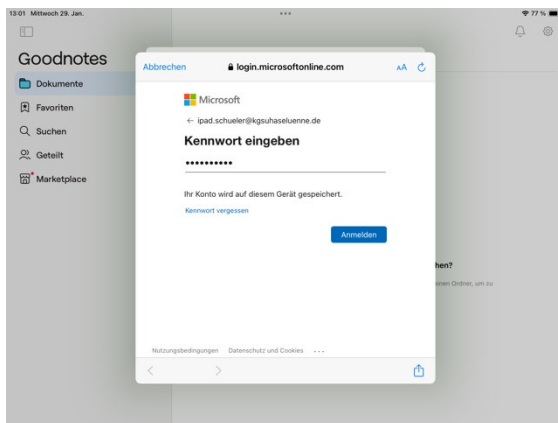 13:01 Mittwoch 29. Jan.
77 %
Goodnotes
Dokumente
Favoriten
Suchen
Geteilt
Marketplace
Abbrechen
login.microsoftonline.com
AA
Microsoft
← ipad.schueler@kgsuhaseluenne.de
Kennwort eingeben
••••••••••
Ihr Konto wird auf diesem Gerät gespeichert.
Kennwort vergessen
Anmelden
hen?
einen Ordner, um zu
Nutzungsbedingungen Datenschutz und Cookies ...